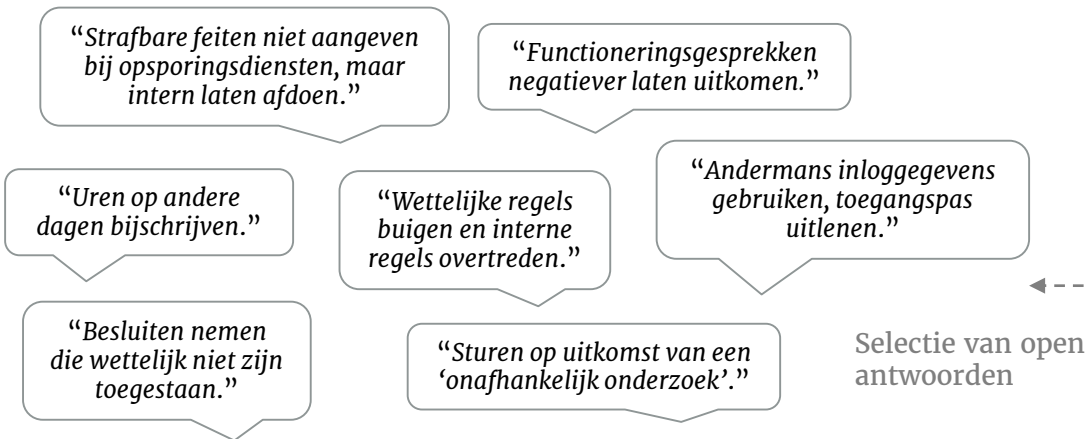 “Strafbare feiten niet aangeven
bij opsporingsdiensten, maar
intern laten afdoen.”
“Functioneringsgesprekken
negatiever laten uitkomen.”
“Uren op andere
dagen bijschrijven.”
“Wettelijke regels
buigen en interne
regels overtreden.”
“Andermans inloggegevens
gebruiken, toegangspas
uitlenen.”
“Besluiten nemen
die wettelijk niet zijn
toegestaan.”
“Sturen op uitkomst van een
‘onafhankelijk onderzoek’.”
Selectie van open
antwoorden